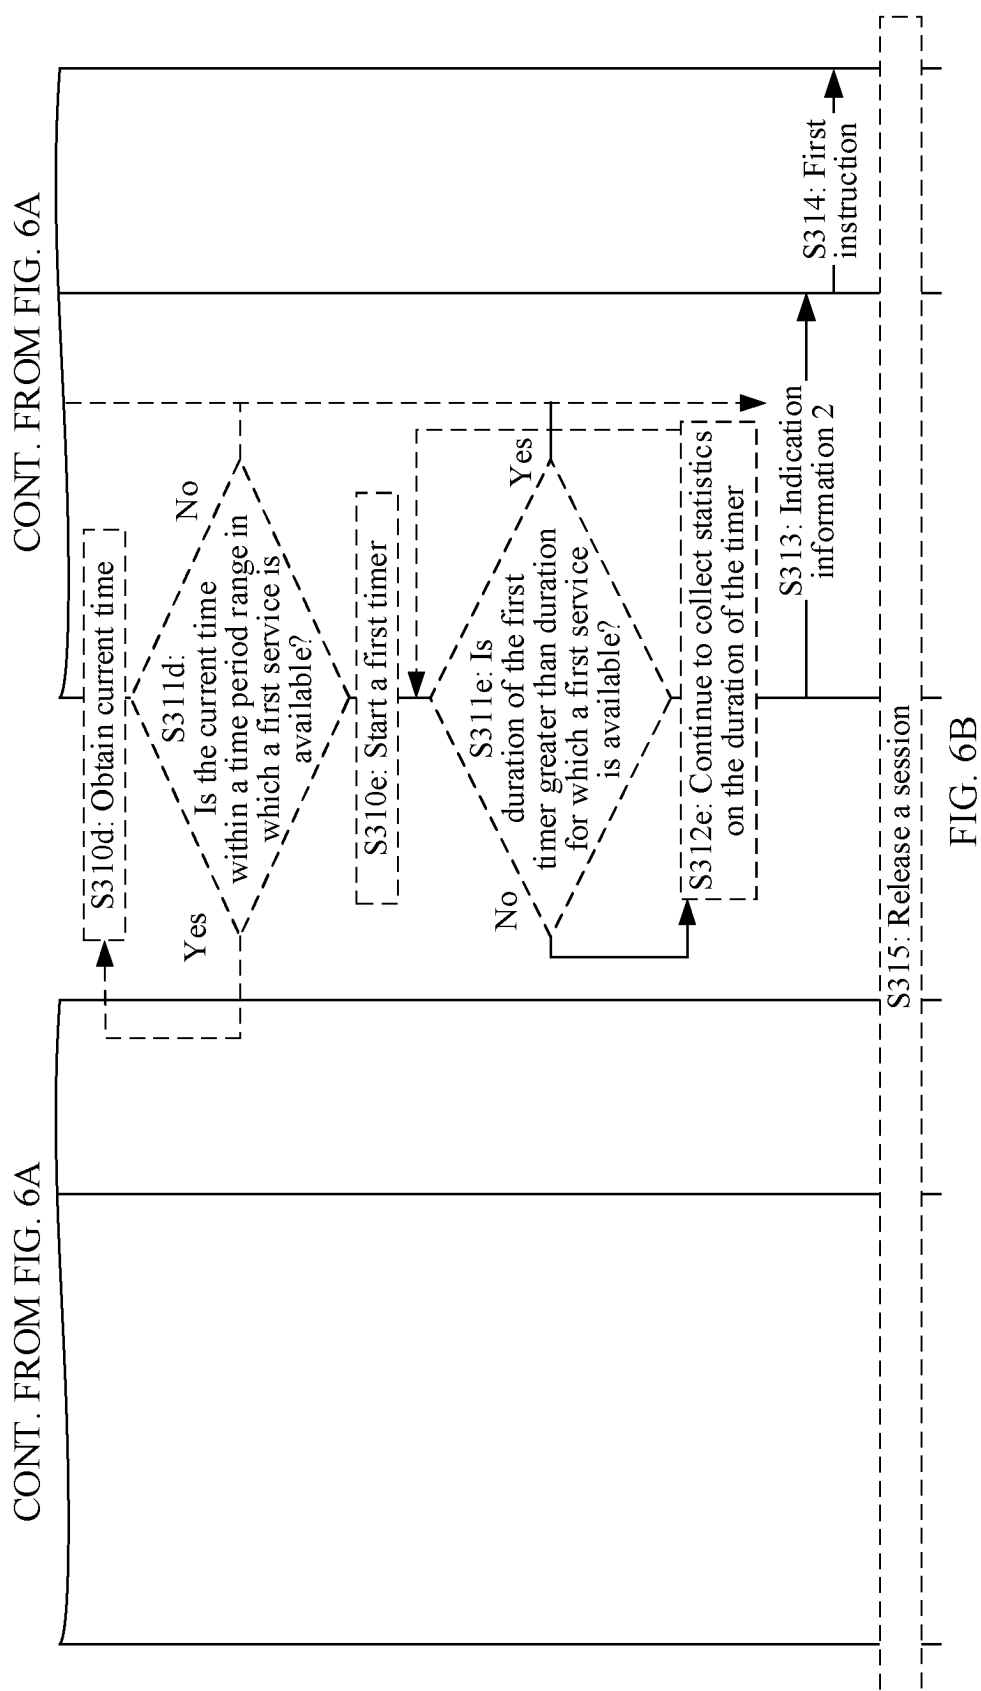 CONT. FROM FIG. 6A
CONT. FROM FIG. 6A
S310d: Obtain current time
Yes
No
S311d:
Is the current time
within a time period range in
which a first service is
available?
S310e: Start a first timer
No
Yes
S311e: Is
duration of the first
timer greater than duration
for which a first service
is available?
S312e: Continue to collect statistics
on the duration of the timer
S313: Indication
information 2
S314: First
instruction
S315: Release a session
FIG. 6B